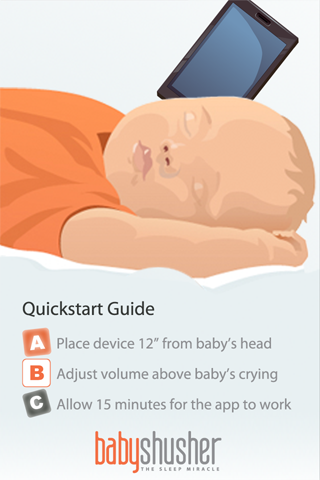 Quickstart Guide
A Place device 12” from baby’s head
B Adjust volume above baby’s crying
C Allow 15 minutes for the app to work
babyshusher
THE SLEEP MIRACLE